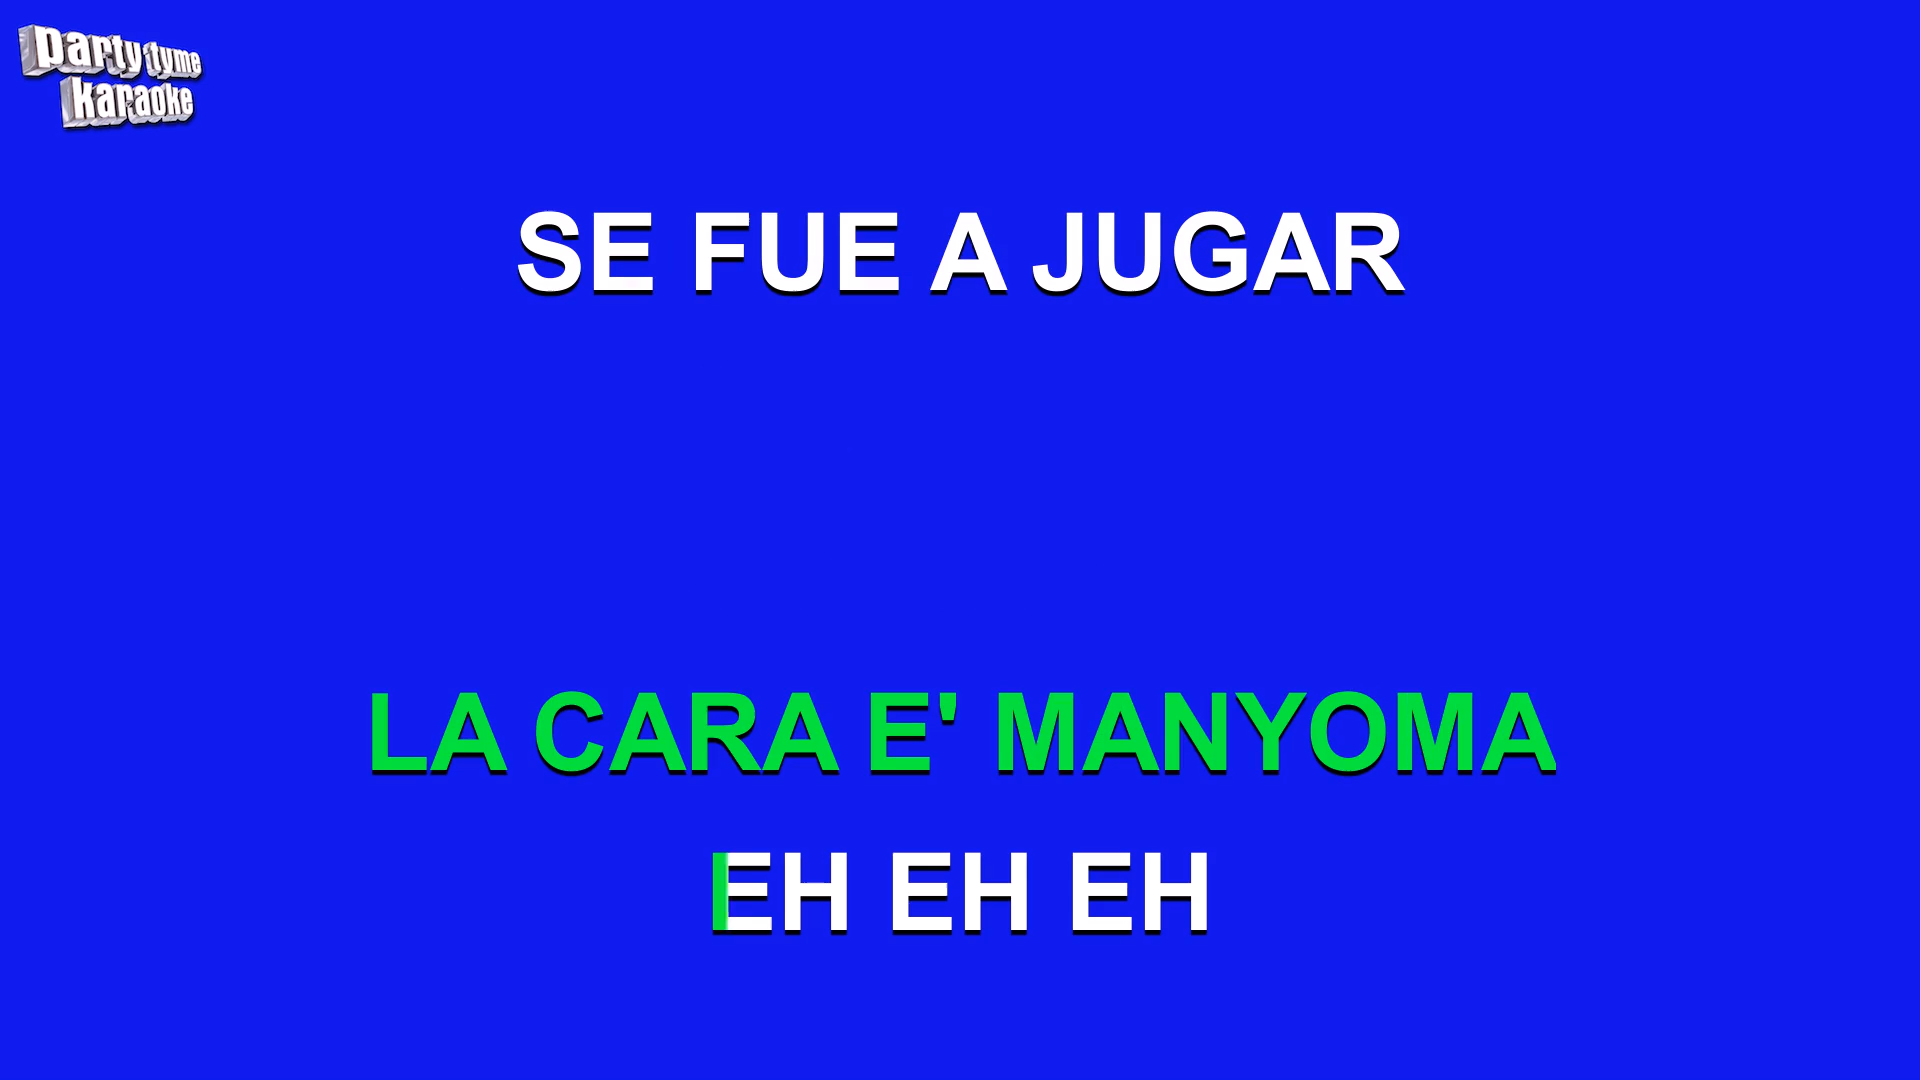 party tyme
karaoke
SE FUE A JUGAR
LA CARA E' MANYOMA
EH EH EH